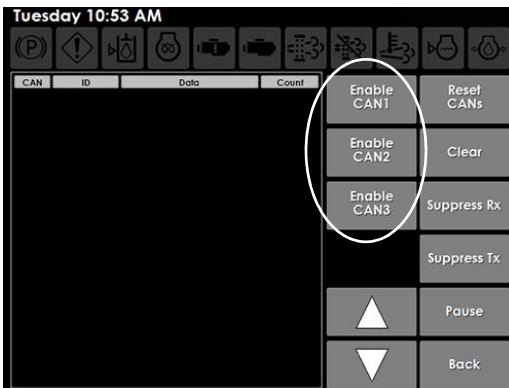 Tuesday 10:53 AM
(P)
CAN ID Data Count
Enable
CAN1
Reset
CANs
Enable
CAN2
Clear
Enable
CAN3
Suppress Rx
Suppress Tx
Pause
Back